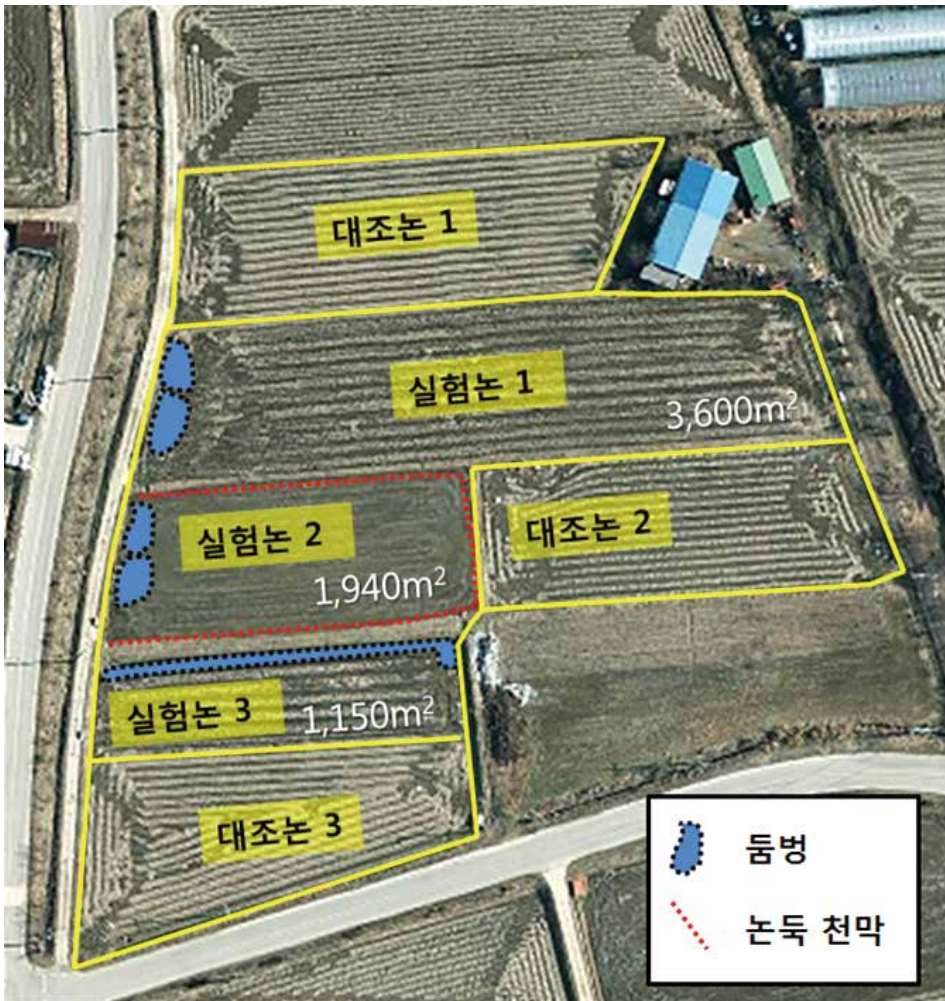 대조논 1
실험논 1
3,600m²
실험논 2
1,940m²
대조논 2
실험논 3
1,150m²
대조논 3
둠벙
논둑 천막